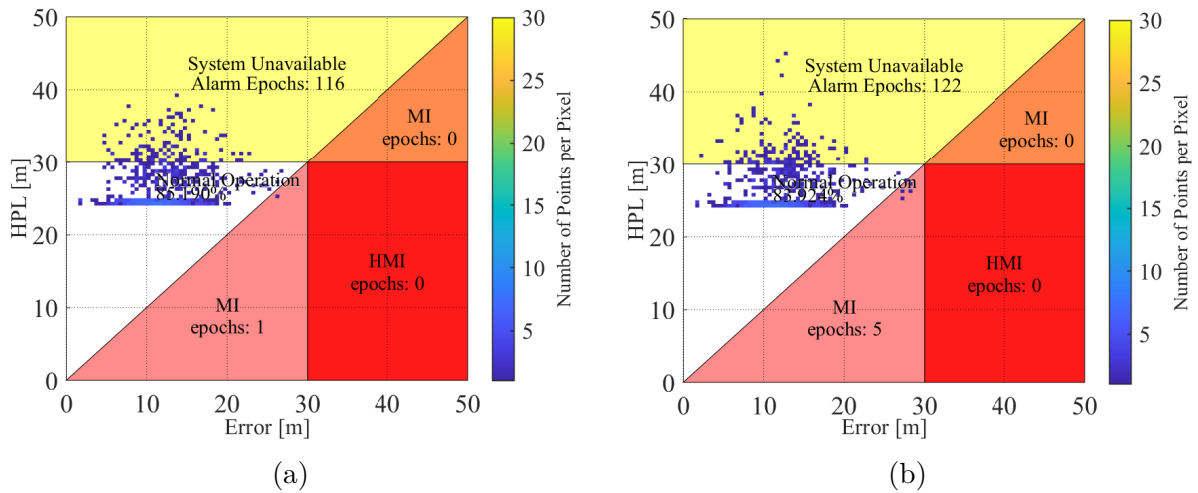 50
40
30
20
10
0
HPL [m]
System Unavailable
Alarm Epochs: 116
MI
epochs: 0
Normal Operation
85.190%
HMI
epochs: 0
MI
epochs: 1
0 10 20 30 40 50
Error [m]
30
25
20
15
10
5
Number of Points per Pixel
(a)
50
40
30
20
10
0
HPL [m]
System Unavailable
Alarm Epochs: 122
MI
epochs: 0
Normal Operation
83.924%
HMI
epochs: 0
MI
epochs: 5
0 10 20 30 40 50
Error [m]
30
25
20
15
10
5
Number of Points per Pixel
(b)